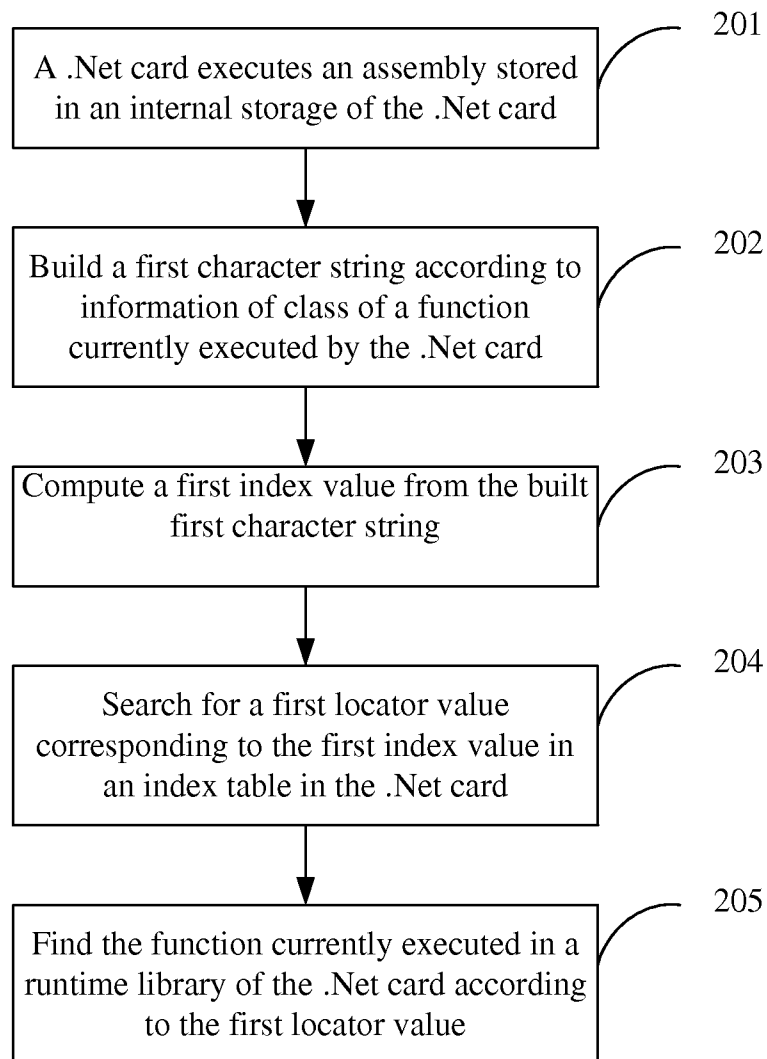 201
A .Net card executes an assembly stored
in an internal storage of the .Net card
202
Build a first character string according to
information of class of a function
currently executed by the .Net card
203
Compute a first index value from the built
first character string
204
Search for a first locator value
corresponding to the first index value in
an index table in the .Net card
205
Find the function currently executed in a
runtime library of the .Net card according
to the first locator value